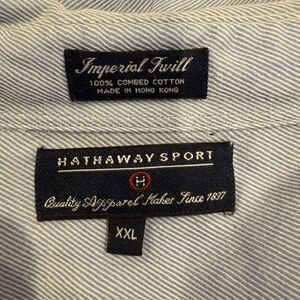 Imperial Twill
100% COMBED COTTON
MADE IN HONG KONG
HATHAWAY SPORT
H
Quality Apparel Maker Since 1837
XXL